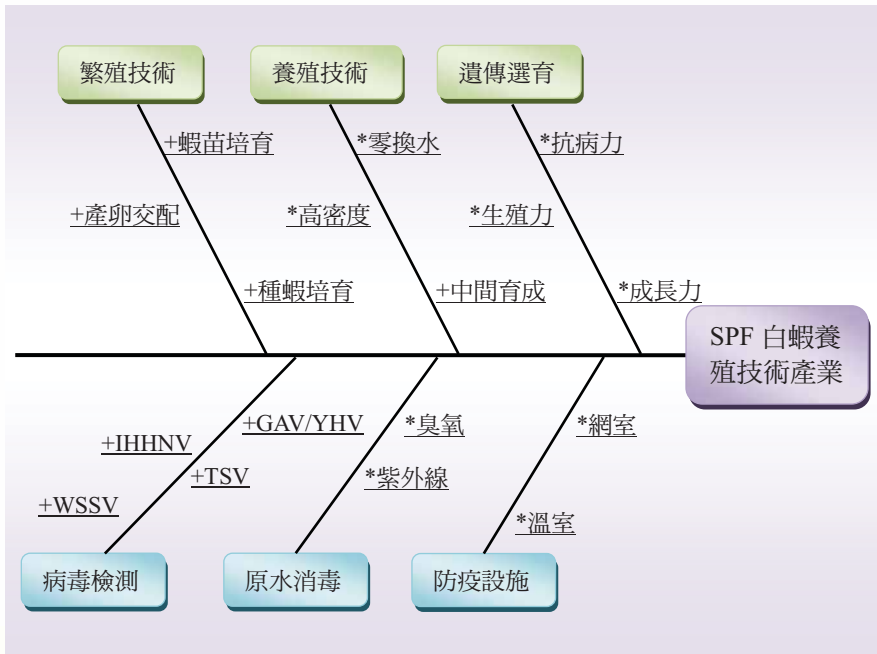 繁殖技術
養殖技術
遺傳選育
+蝦苗培育
*零換水
*抗病力
+產卵交配
*高密度
*生殖力
+種蝦培育
+中間育成
*成長力
SPF 白蝦養
殖技術產業
+GAV/YHV
*臭氧
*網室
+IHHNV
+TSV
*紫外線
+WSSV
*溫室
病毒檢測
原水消毒
防疫設施